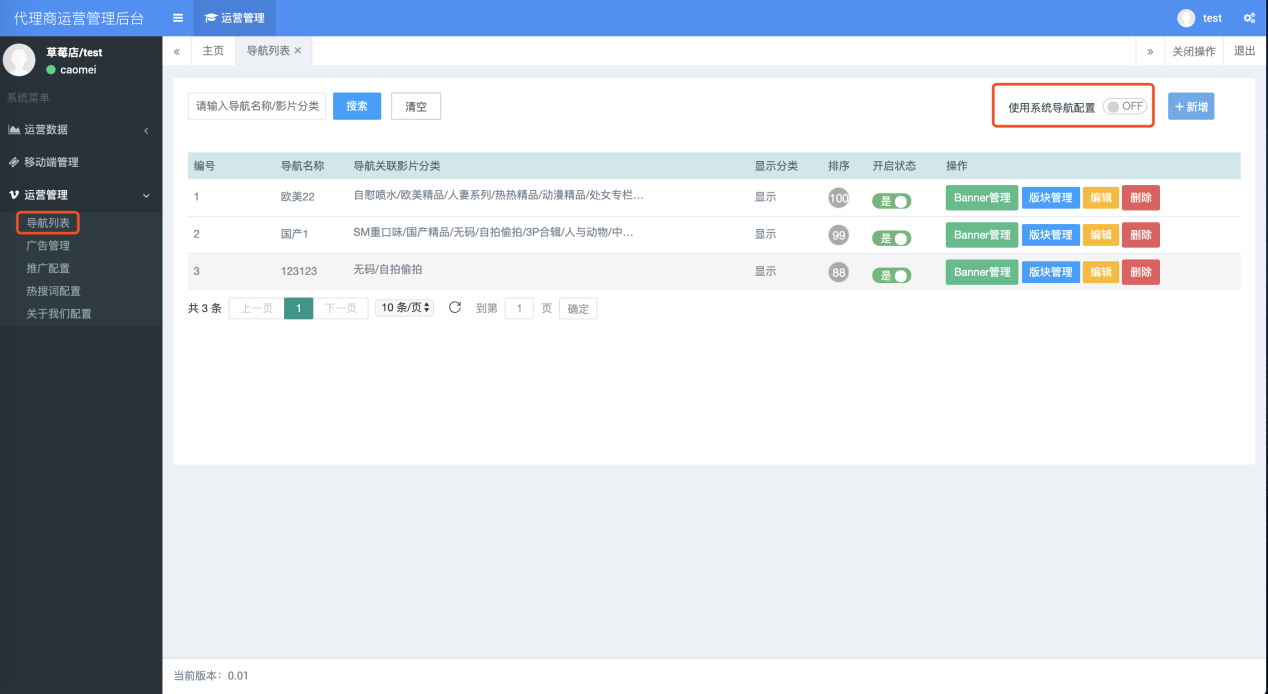 代理商运营管理后台
运营管理
test
草莓店/test
caomei
« 主页 导航列表 × » 关闭操作 退出
系统菜单
运营数据
移动端管理
运营管理
导航列表
广告管理
推广配置
热搜词配置
关于我们配置
请输入导航名称/影片分类 搜索 清空 使用系统导航配置 OFF +新增
编号 导航名称 导航关联影片分类 显示分类 排序 开启状态 操作
1 欧美22 自慰喷水/欧美精品/人妻系列/热热精品/动漫精品/处女专栏... 显示 100 是 Banner管理 版块管理 编辑 删除
2 国产1 SM重口味/国产精品/无码/自拍偷拍/3P合辑/人与动物/中... 显示 99 是 Banner管理 版块管理 编辑 删除
3 123123 无码/自拍偷拍 显示 88 是 Banner管理 版块管理 编辑 删除
共 3 条 上一页 1 下一页 10 条/页 到第 1 页 确定
当前版本：0.01